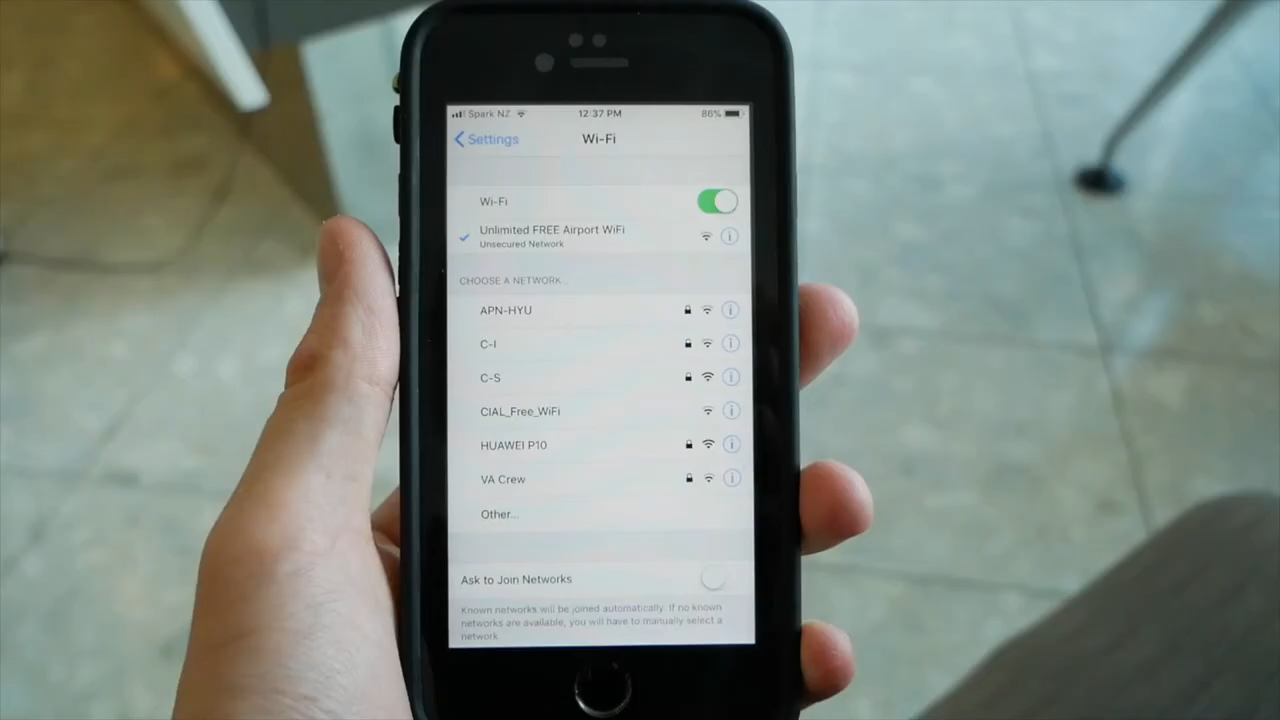 Spark NZ 12:37 PM 86%
Settings Wi-Fi
Wi-Fi
Unlimited FREE Airport WiFi
Unsecured Network
CHOOSE A NETWORK...
APN-HYU
C-I
C-S
CIAL_Free_WiFi
HUAWEI P10
VA Crew
Other...
Ask to Join Networks
Known networks will be joined automatically. If no known
networks are available, you will have to manually select a
network.